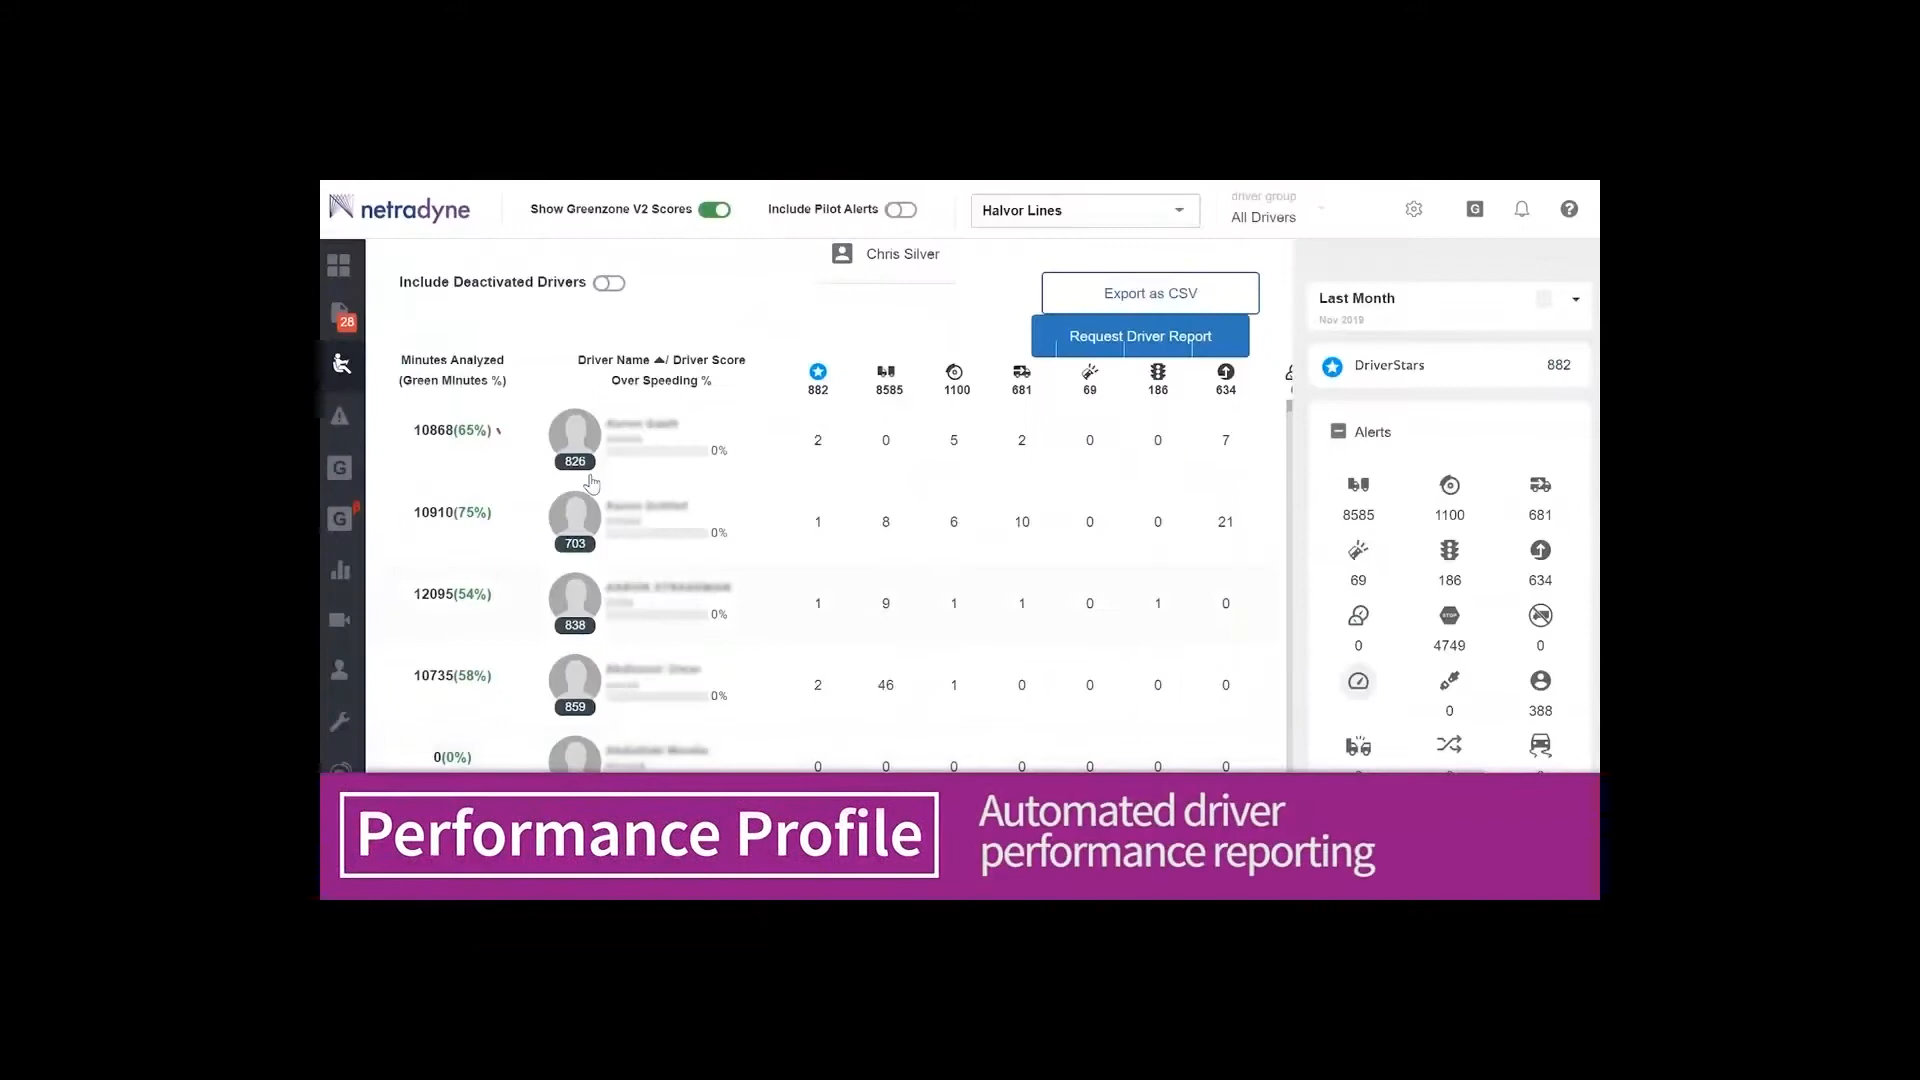 netradyne
Show Greenzone V2 Scores
Include Pilot Alerts
Halvor Lines
driver group
All Drivers
G
?
Chris Silver
Include Deactivated Drivers
Export as CSV
Request Driver Report
Last Month
Nov 2019
28
Minutes Analyzed
(Green Minutes %)
Driver Name / Driver Score
Over Speeding %
882 8585 1100 681 69 186 634
DriverStars 882
10868(65%)
826
0%
2 0 5 2 0 0 7
Alerts
G
10910(75%)
703
0%
1 8 6 10 0 0 21
8585 1100 681
G
12095(54%)
838
0%
1 9 1 1 0 1 0
69 186 634
STOP
0 4749 0
10735(58%)
859
0%
2 46 1 0 0 0 0
0 388
0(0%)
0 0 0 0 0 0 0
Performance Profile
Automated driver
performance reporting